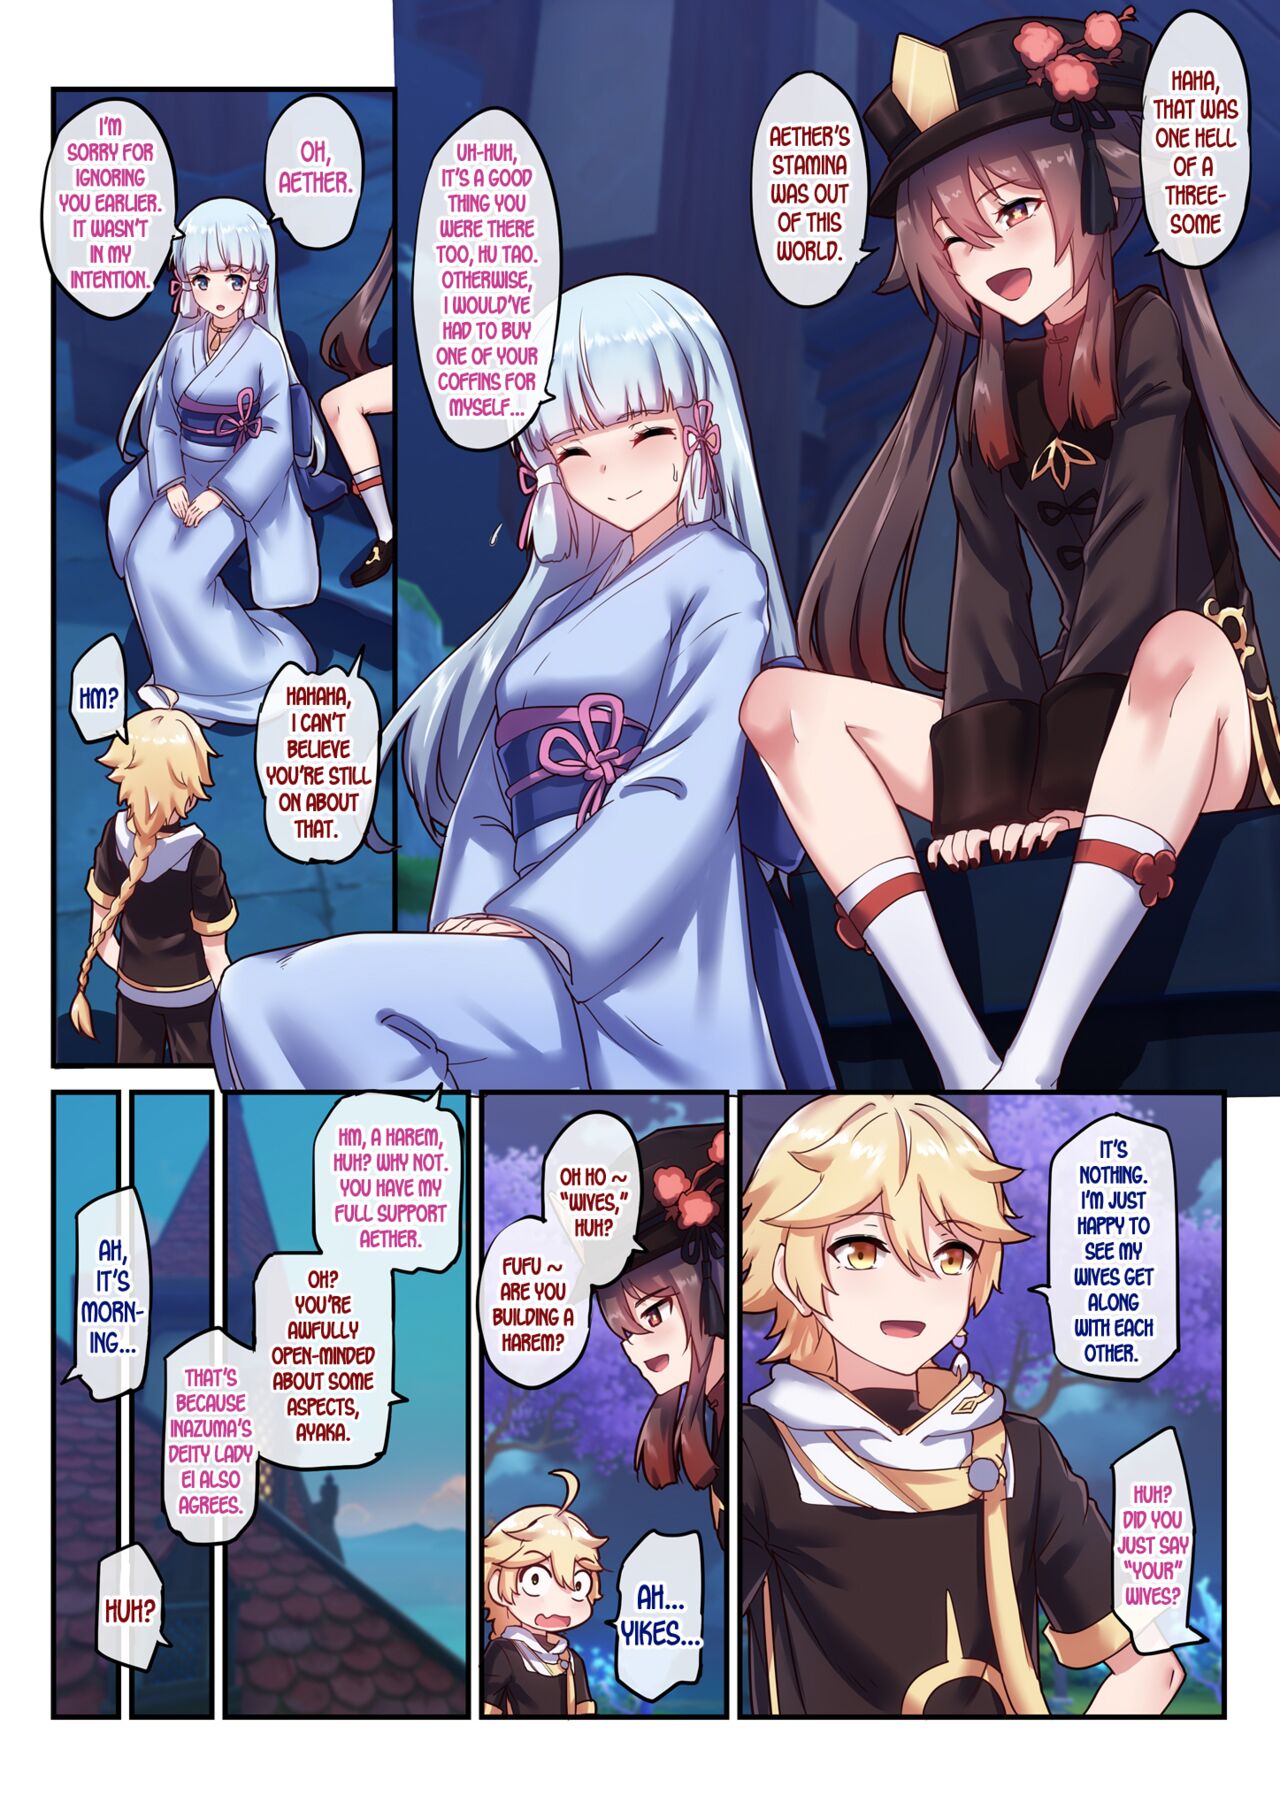 HAHA,
THAT WAS
ONE HELL
OF A
THREE-
SOME
AETHER'S
STAMINA
WAS OUT
OF THIS
WORLD.
UH-HUH,
IT'S A GOOD
THING YOU
WERE THERE
TOO, HU TAO.
OTHERWISE,
I WOULD'VE
HAD TO BUY
ONE OF YOUR
COFFINS FOR
MYSELF...
OH,
AETHER.
I'M
SORRY FOR
IGNORING
YOU EARLIER.
IT WASN'T
IN MY
INTENTION.
HAHAHA,
I CAN'T
BELIEVE
YOU'RE STILL
ON ABOUT
THAT.
HM?
IT'S
NOTHING.
I'M JUST
HAPPY TO
SEE MY
WIVES GET
ALONG
WITH EACH
OTHER.
HUH?
DID YOU
JUST SAY
"YOUR"
WIVES?
OH HO ~
"WIVES,"
HUH?
FUFU ~
ARE YOU
BUILDING A
HAREM?
AH...
YIKES...
HM, A HAREM,
HUH? WHY NOT.
YOU HAVE MY
FULL SUPPORT
AETHER.
OH?
YOU'RE
AWFULLY
OPEN-MINDED
ABOUT SOME
ASPECTS,
AYAKA.
THAT'S
BECAUSE
INAZUMA'S
DEITY LADY
EI ALSO
AGREES.
AH,
IT'S
MORN-
ING...
HUH?